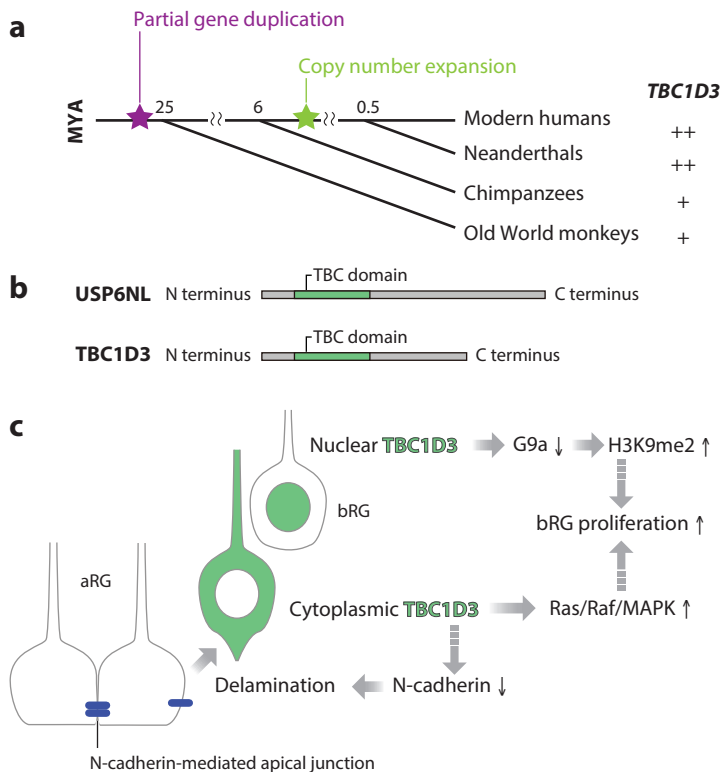 a
Partial gene duplication
Copy number expansion
TBC1D3
MYA
25
6
0.5
Modern humans
++
Neanderthals
++
Chimpanzees
+
Old World monkeys
+
b
TBC domain
USP6NL N terminus C terminus
TBC domain
TBC1D3 N terminus C terminus
c
Nuclear TBC1D3 G9a ↓ H3K9me2 ↑
bRG
bRG proliferation ↑
aRG
Cytoplasmic TBC1D3 Ras/Raf/MAPK ↑
Delamination N-cadherin ↓
N-cadherin-mediated apical junction